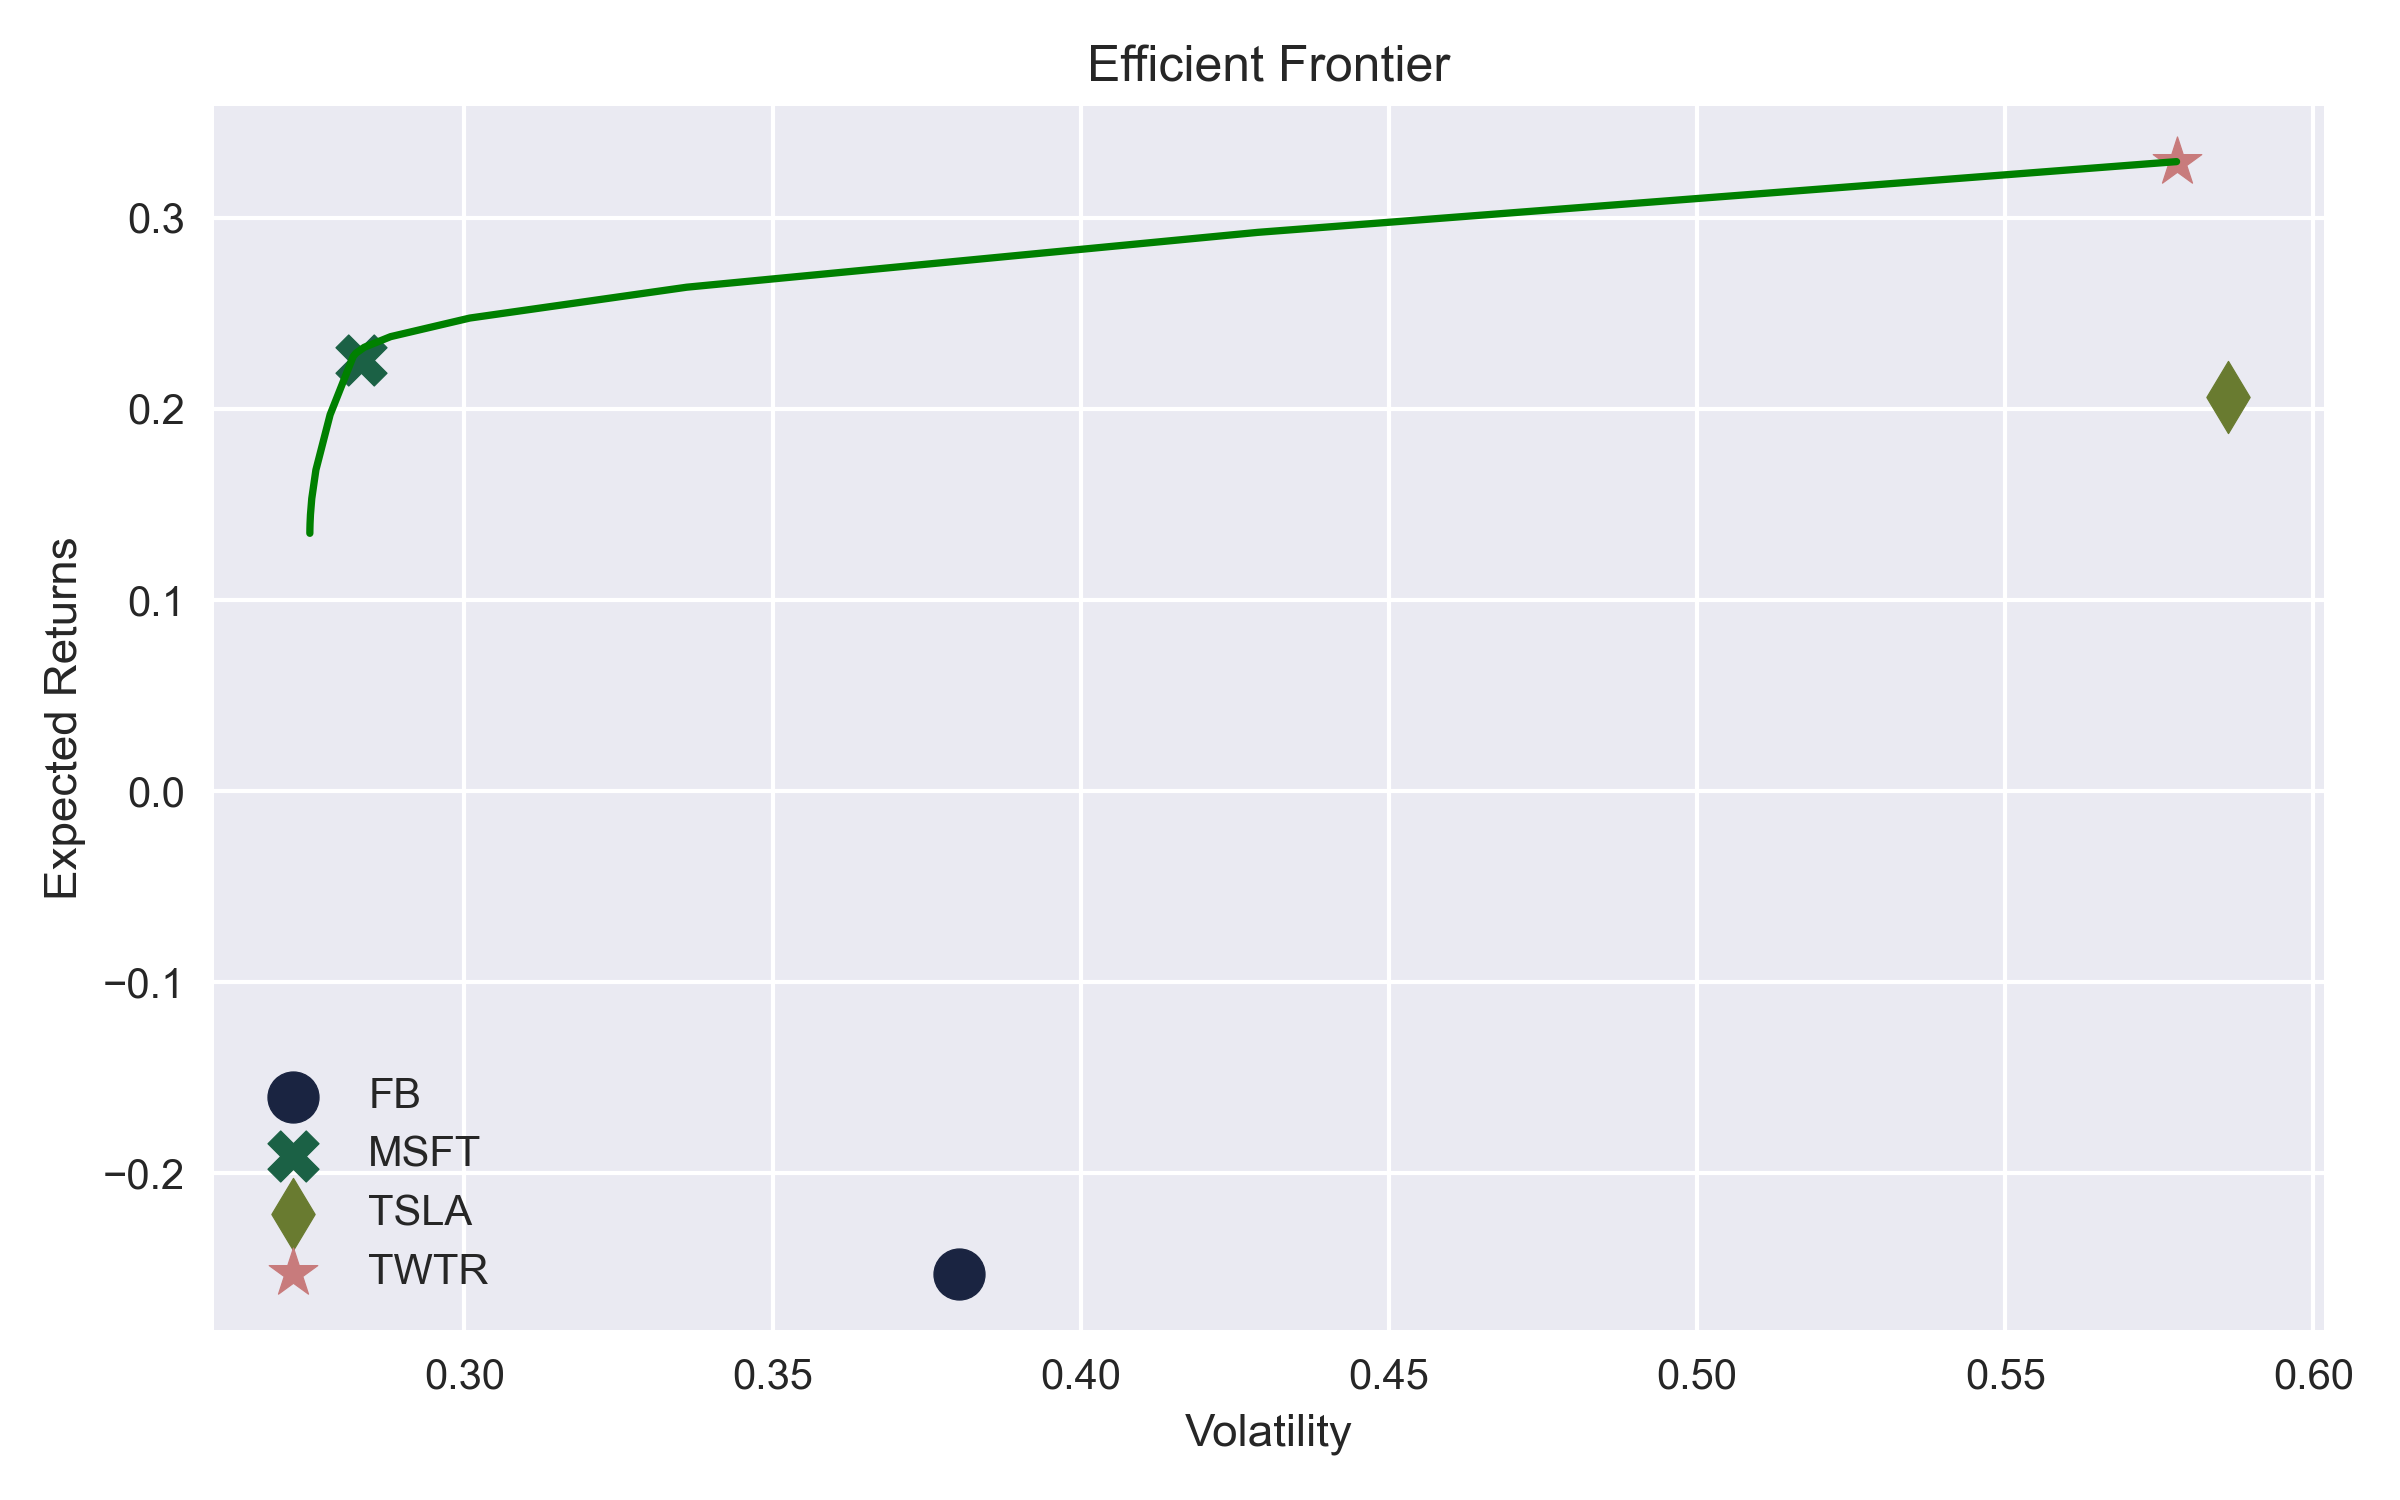 Efficient Frontier
Expected Returns
0.3
0.2
0.1
0.0
−0.1
−0.2
FB
MSFT
TSLA
TWTR
0.30 0.35 0.40 0.45 0.50 0.55 0.60
Volatility